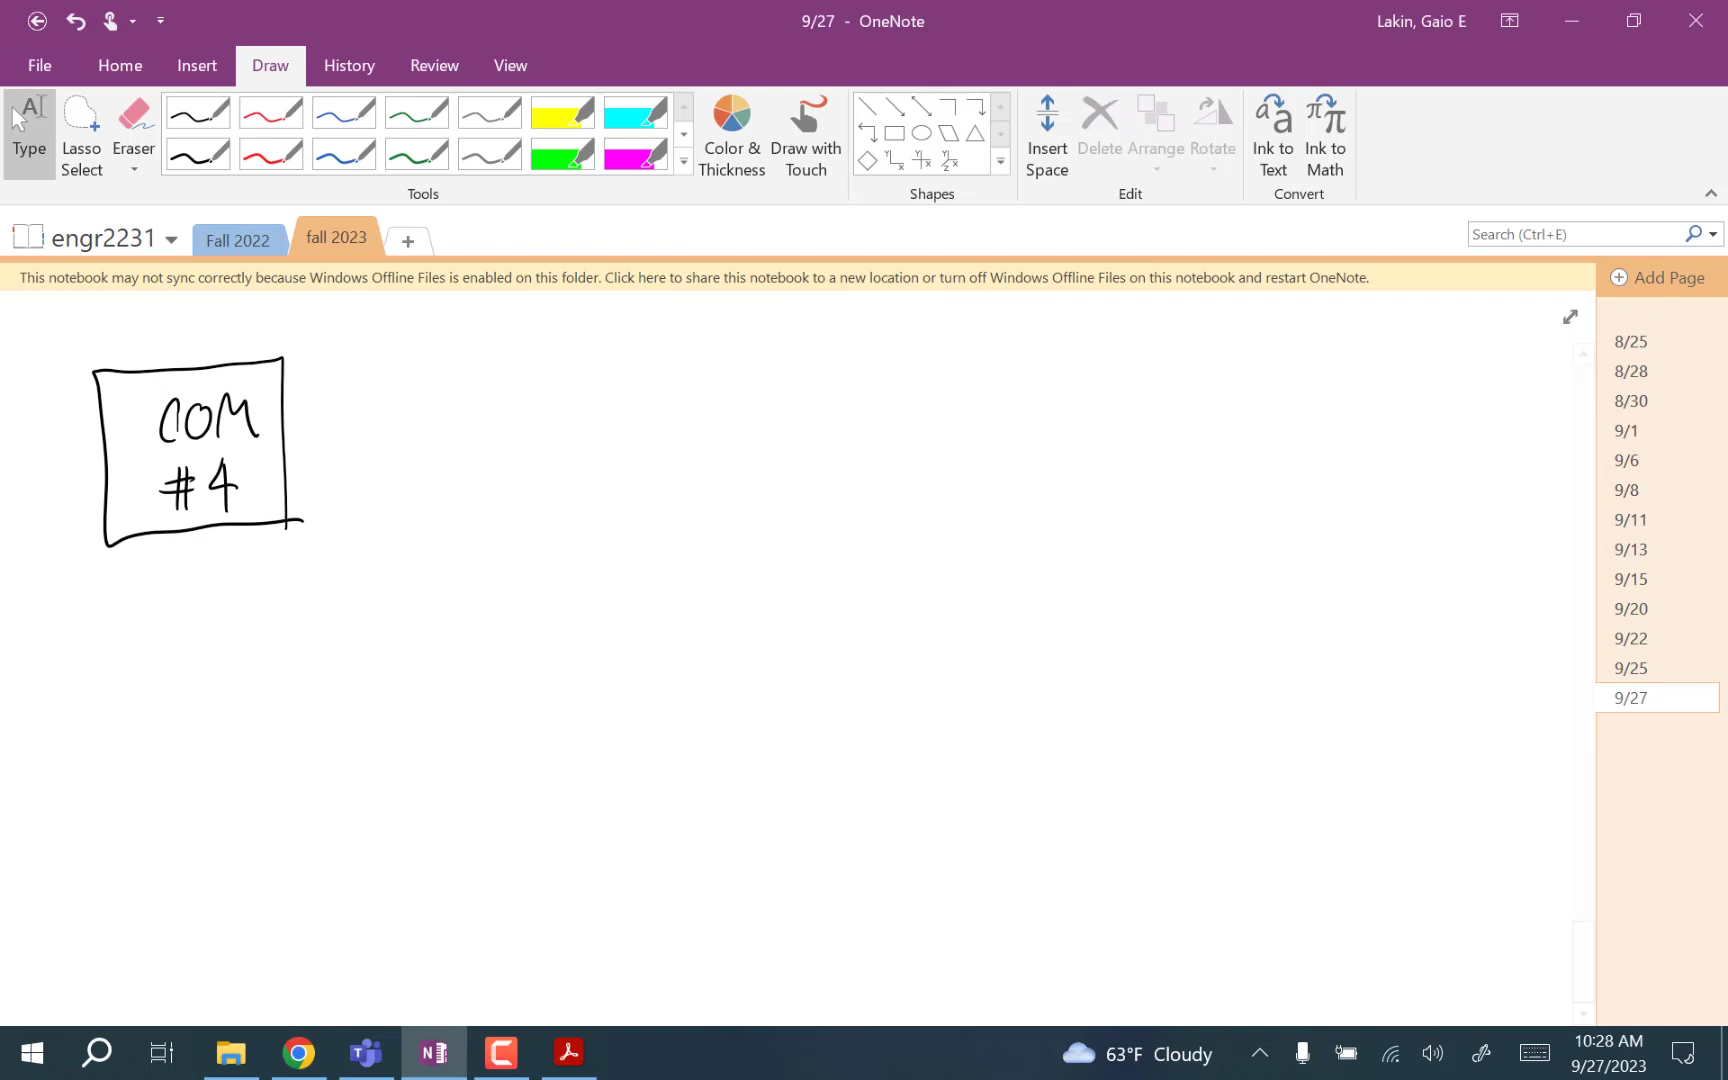 9/27 - OneNote
Lakin, Gaio E
File Home Insert Draw History Review View
Type
Lasso Select
Eraser
Color & Thickness
Draw with Touch
Insert Space
Delete
Arrange
Rotate
Ink to Text
Ink to Math
Tools
Shapes
Edit
Convert
engr2231
Fall 2022
fall 2023
Search (Ctrl+E)
This notebook may not sync correctly because Windows Offline Files is enabled on this folder. Click here to share this notebook to a new location or turn off Windows Offline Files on this notebook and restart OneNote.
Add Page
COM
#4
8/25
8/28
8/30
9/1
9/6
9/8
9/11
9/13
9/15
9/20
9/22
9/25
9/27
63°F Cloudy
10:28 AM
9/27/2023